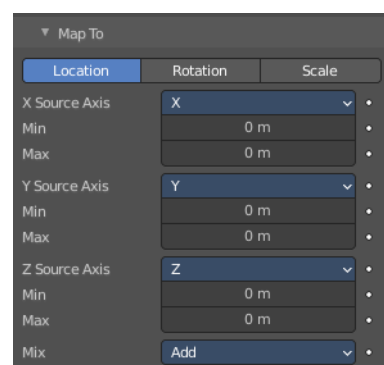 Map To
Location Rotation Scale
X Source Axis X
Min 0 m
Max 0 m
Y Source Axis Y
Min 0 m
Max 0 m
Z Source Axis Z
Min 0 m
Max 0 m
Mix Add